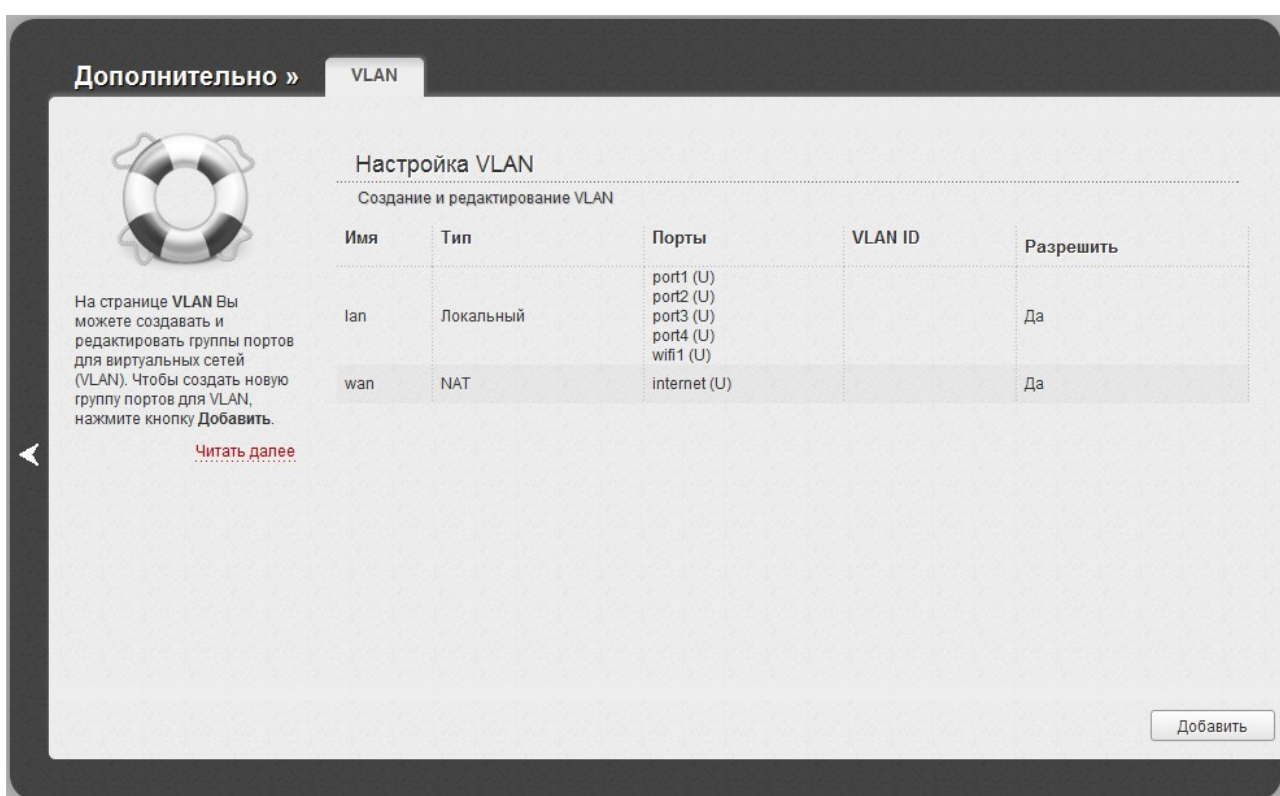 Дополнительно »
VLAN
На странице VLAN Вы
можете создавать и
редактировать группы портов
для виртуальных сетей
(VLAN). Чтобы создать новую
группу портов для VLAN,
нажмите кнопку Добавить.
Читать далее
Настройка VLAN
Создание и редактирование VLAN
Имя Тип Порты VLAN ID Разрешить
port1 (U)
port2 (U)
lan Локальный port3 (U) Да
port4 (U)
wifi1 (U)
wan NAT internet (U) Да
Добавить